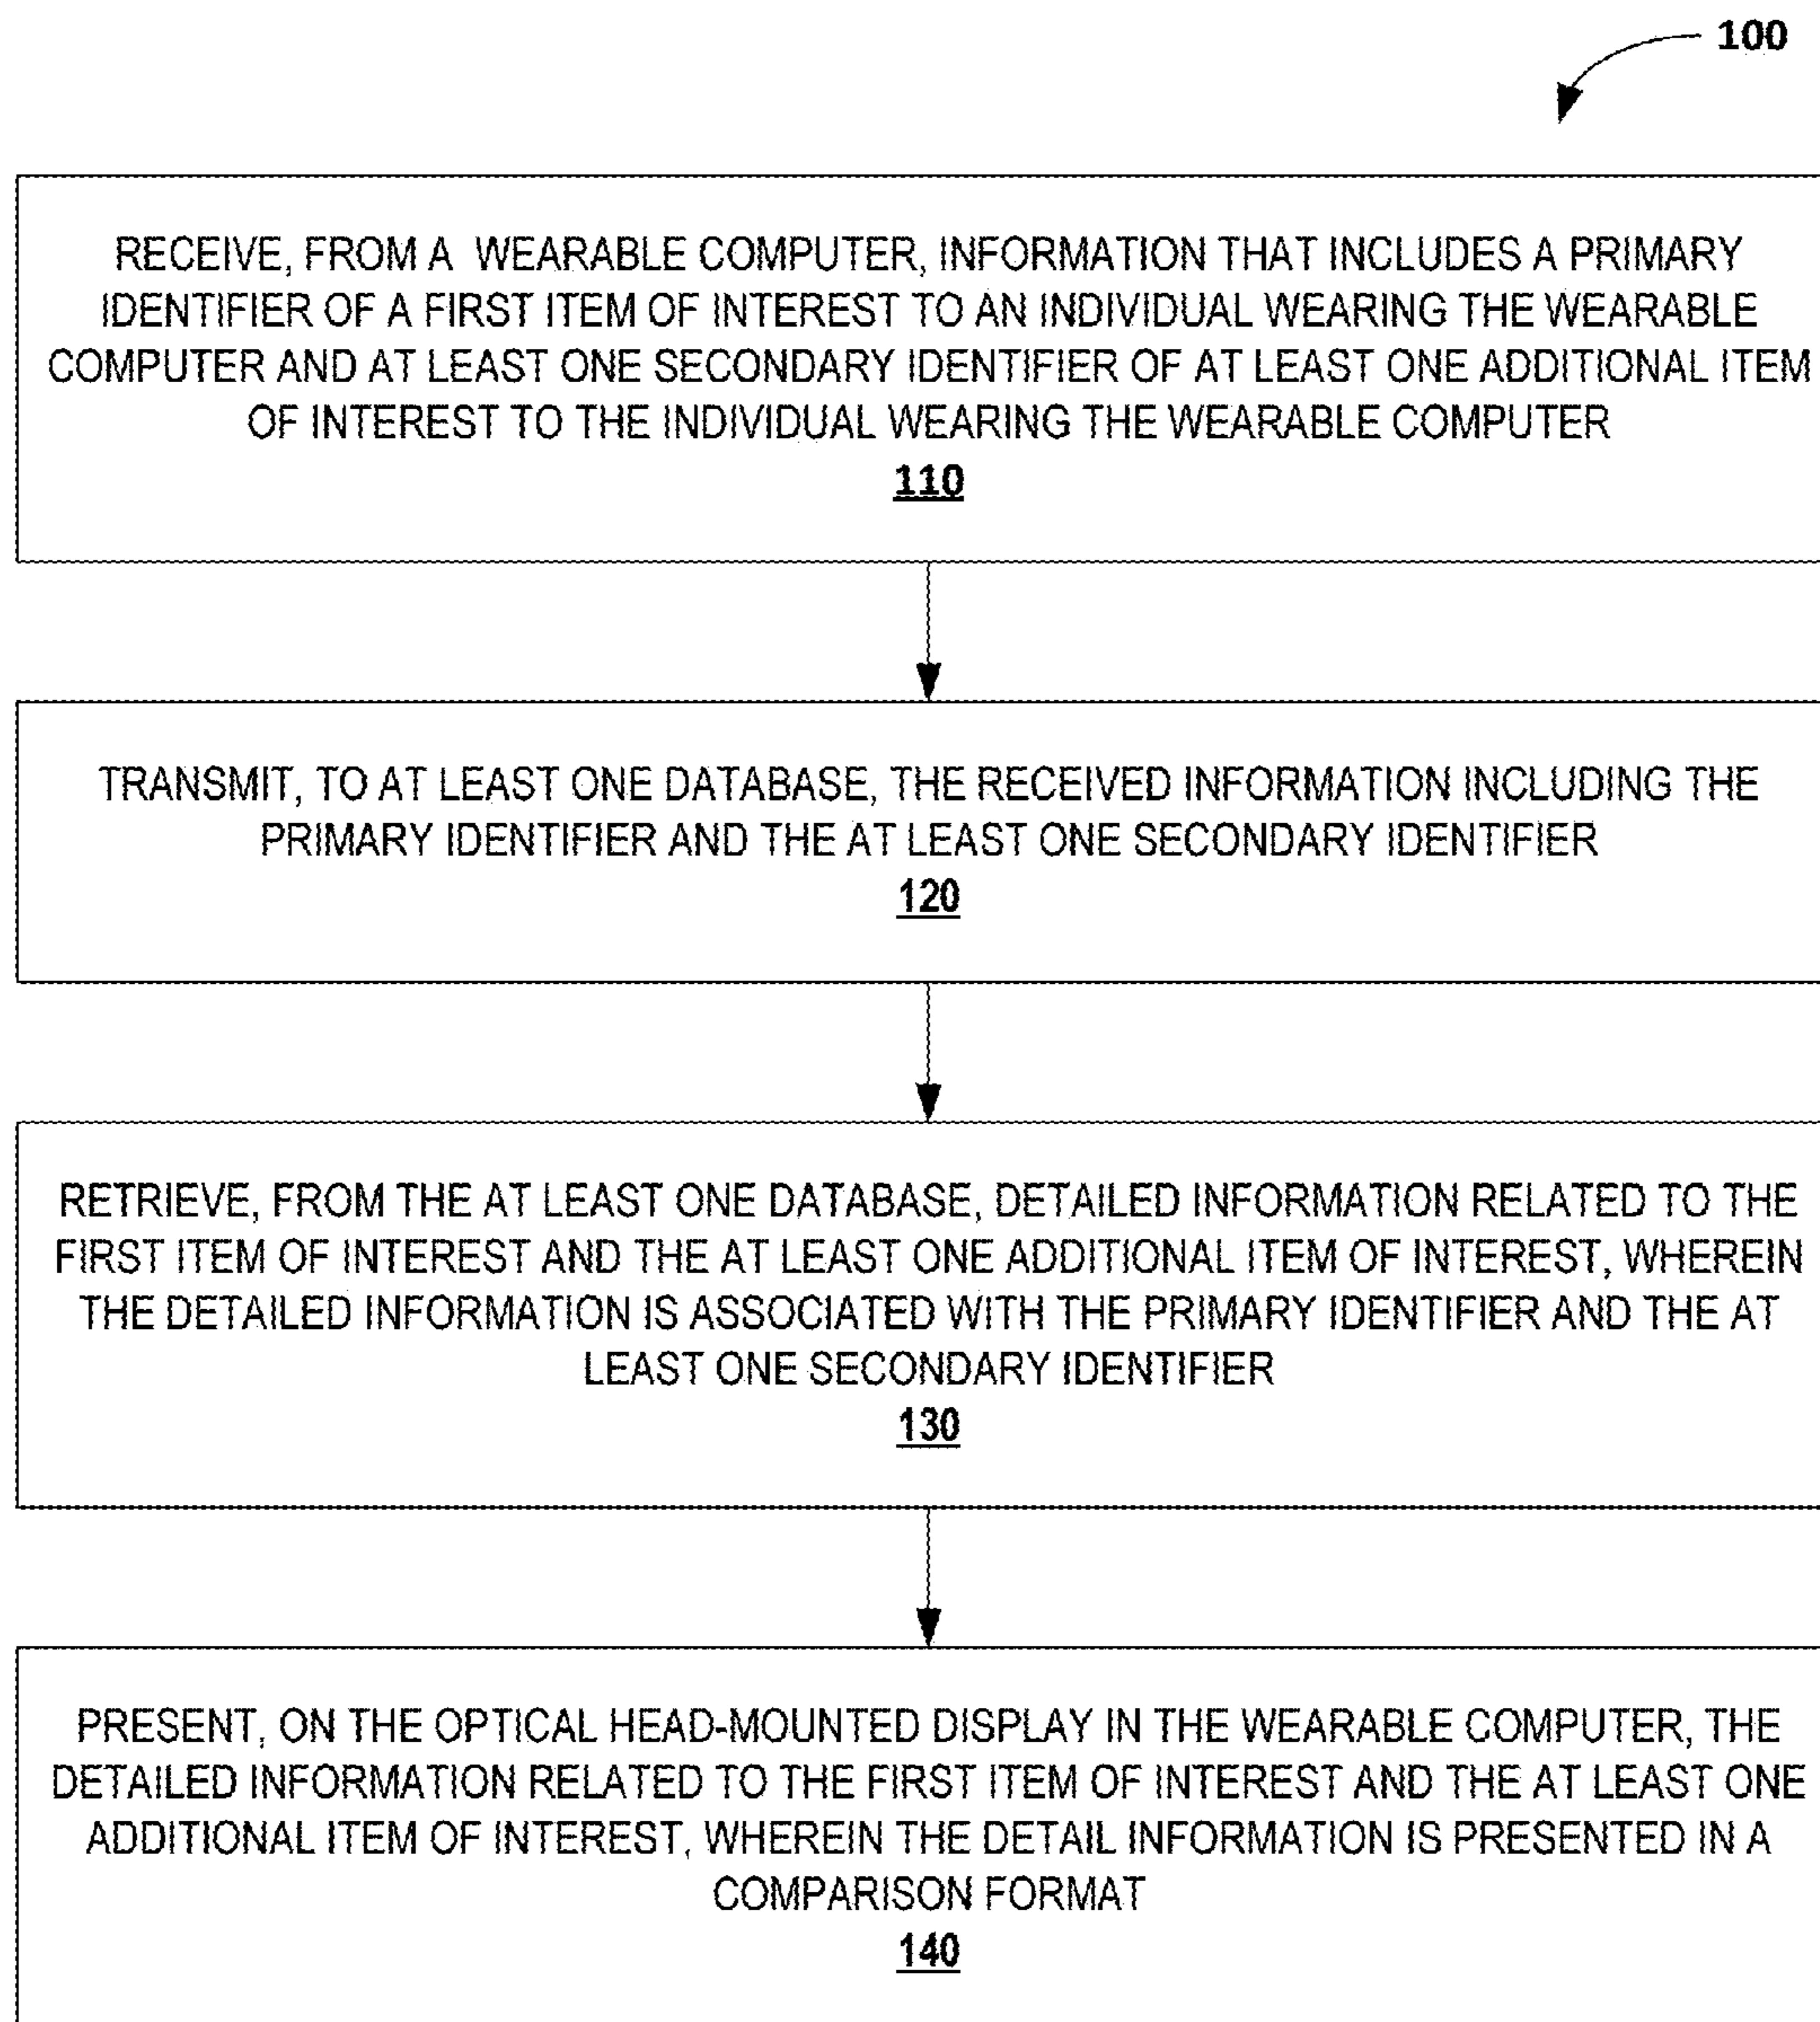 100
RECEIVE, FROM A WEARABLE COMPUTER, INFORMATION THAT INCLUDES A PRIMARY
IDENTIFIER OF A FIRST ITEM OF INTEREST TO AN INDIVIDUAL WEARING THE WEARABLE
COMPUTER AND AT LEAST ONE SECONDARY IDENTIFIER OF AT LEAST ONE ADDITIONAL ITEM
OF INTEREST TO THE INDIVIDUAL WEARING THE WEARABLE COMPUTER
110
TRANSMIT, TO AT LEAST ONE DATABASE, THE RECEIVED INFORMATION INCLUDING THE
PRIMARY IDENTIFIER AND THE AT LEAST ONE SECONDARY IDENTIFIER
120
RETRIEVE, FROM THE AT LEAST ONE DATABASE, DETAILED INFORMATION RELATED TO THE
FIRST ITEM OF INTEREST AND THE AT LEAST ONE ADDITIONAL ITEM OF INTEREST, WHEREIN
THE DETAILED INFORMATION IS ASSOCIATED WITH THE PRIMARY IDENTIFIER AND THE AT
LEAST ONE SECONDARY IDENTIFIER
130
PRESENT, ON THE OPTICAL HEAD-MOUNTED DISPLAY IN THE WEARABLE COMPUTER, THE
DETAILED INFORMATION RELATED TO THE FIRST ITEM OF INTEREST AND THE AT LEAST ONE
ADDITIONAL ITEM OF INTEREST, WHEREIN THE DETAIL INFORMATION IS PRESENTED IN A
COMPARISON FORMAT
140